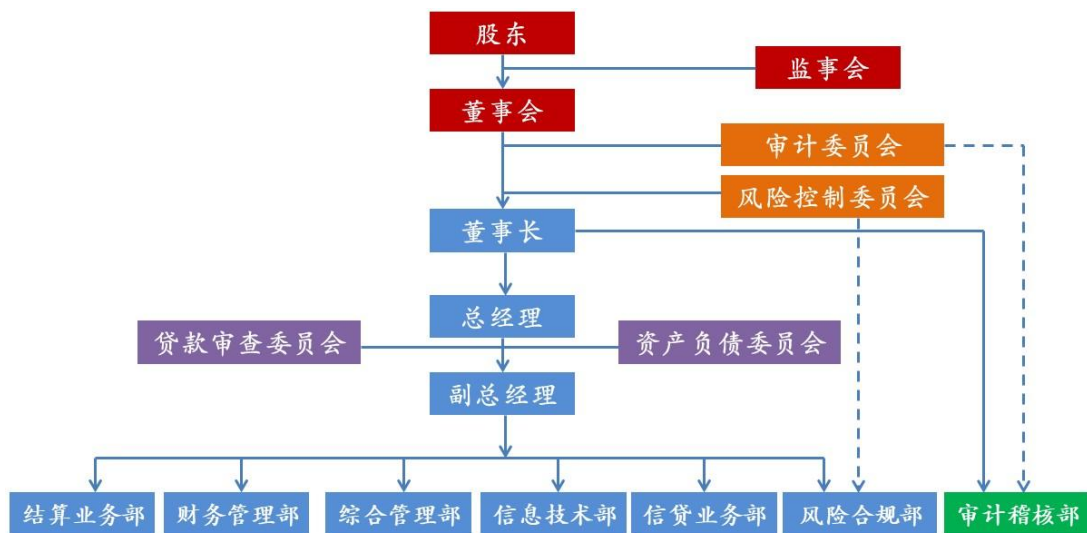 股东
监事会
董事会
审计委员会
风险控制委员会
董事长
总经理
贷款审查委员会
资产负债委员会
副总经理
结算业务部
财务管理部
综合管理部
信息技术部
信贷业务部
风险合规部
审计稽核部